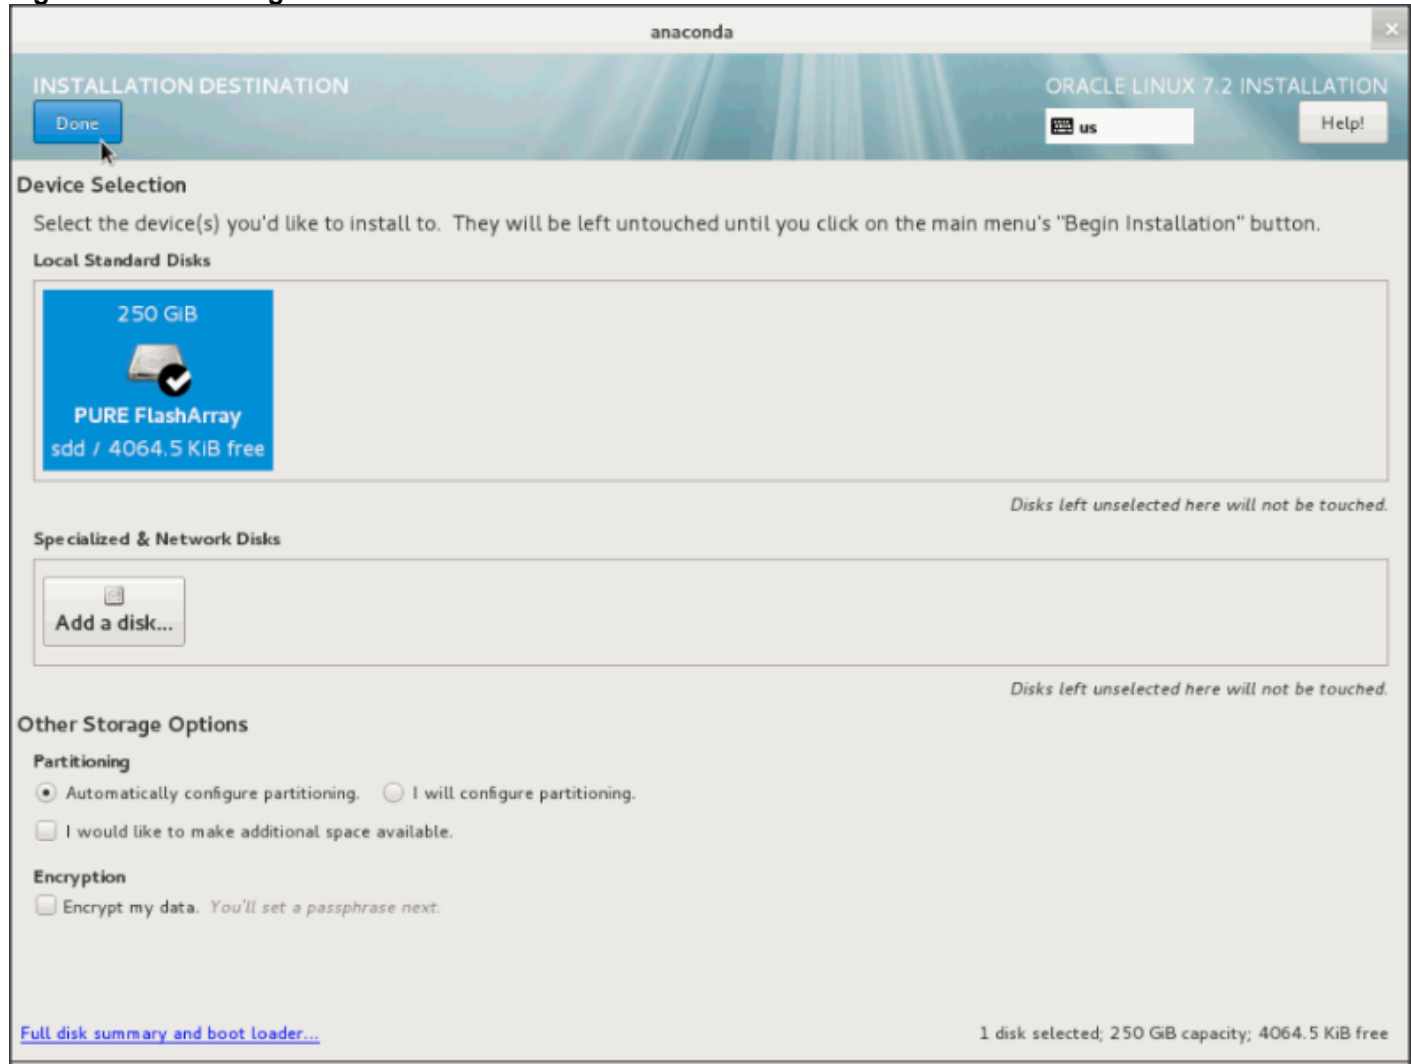 anaconda
INSTALLATION DESTINATION
ORACLE LINUX 7.2 INSTALLATION
Done
us
Help!
Device Selection
Select the device(s) you'd like to install to. They will be left untouched until you click on the main menu's "Begin Installation" button.
Local Standard Disks
250 GiB
PURE FlashArray
sdd / 4064.5 KiB free
Disks left unselected here will not be touched.
Specialized & Network Disks
Add a disk...
Disks left unselected here will not be touched.
Other Storage Options
Partitioning
Automatically configure partitioning. I will configure partitioning.
I would like to make additional space available.
Encryption
Encrypt my data. You'll set a passphrase next.
Full disk summary and boot loader...
1 disk selected; 250 GiB capacity; 4064.5 KiB free